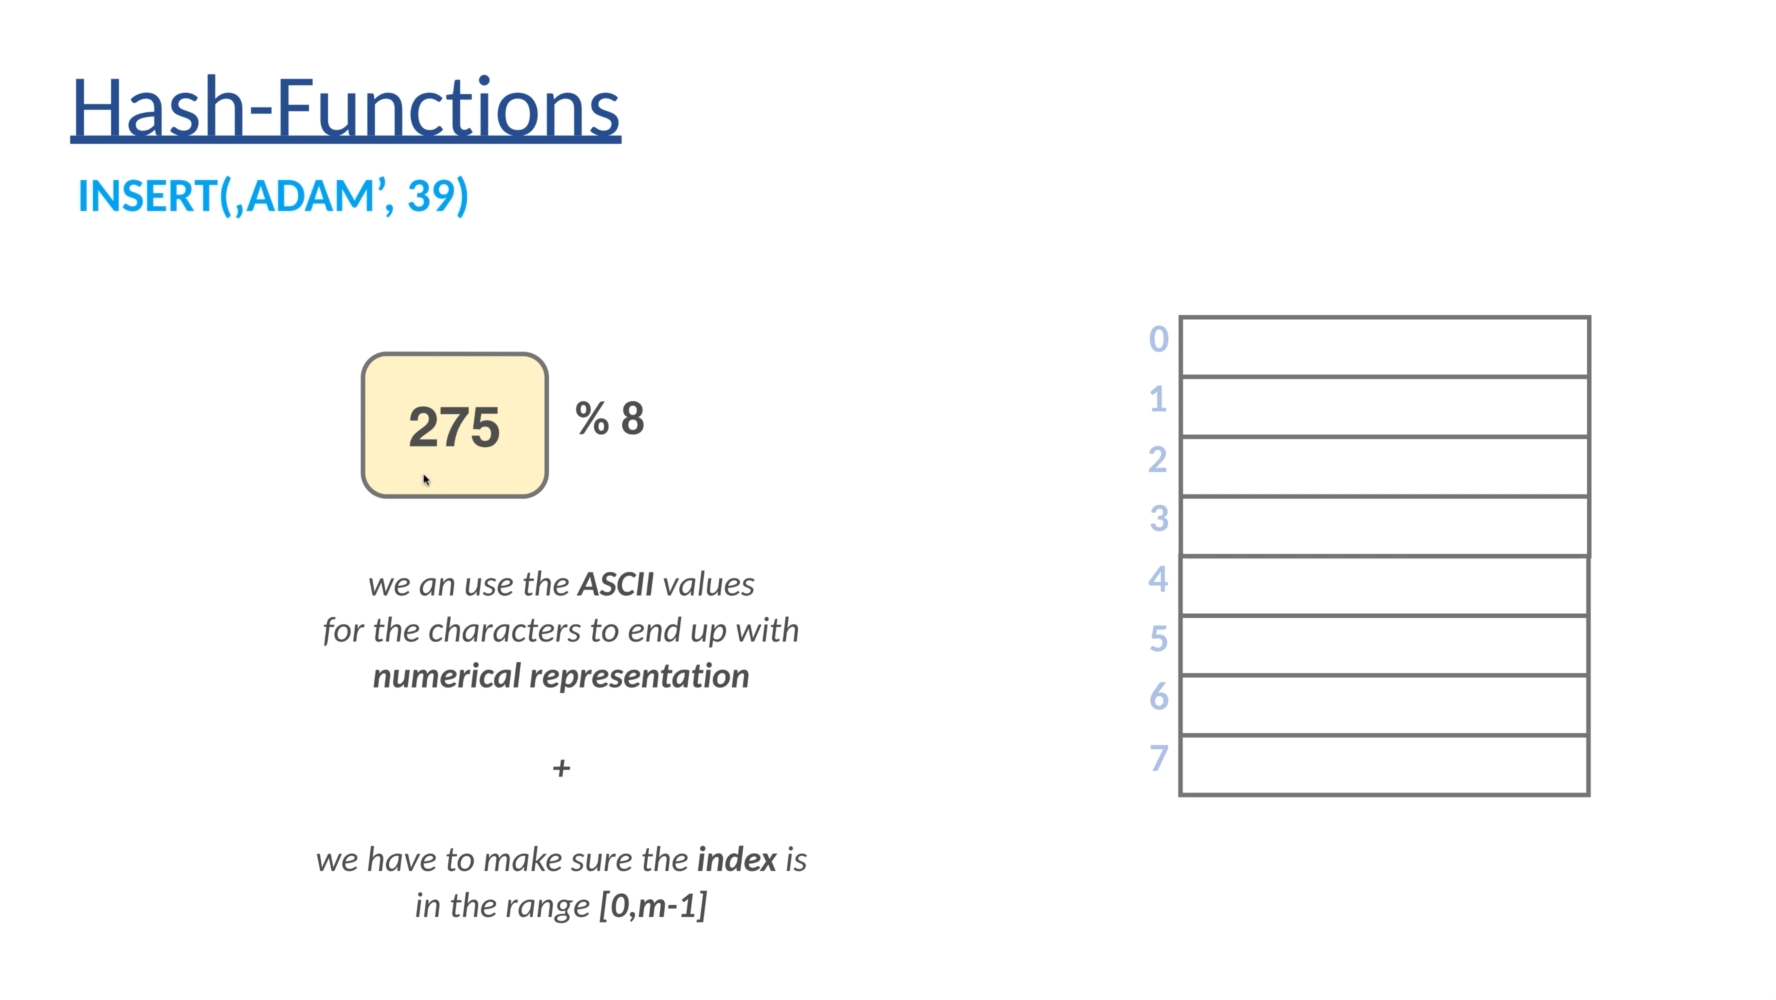 Hash-Functions
INSERT(‚ADAM’, 39)
275
% 8
we an use the ASCII values
for the characters to end up with
numerical representation
+
we have to make sure the index is
in the range [0,m-1]
0
1
2
3
4
5
6
7